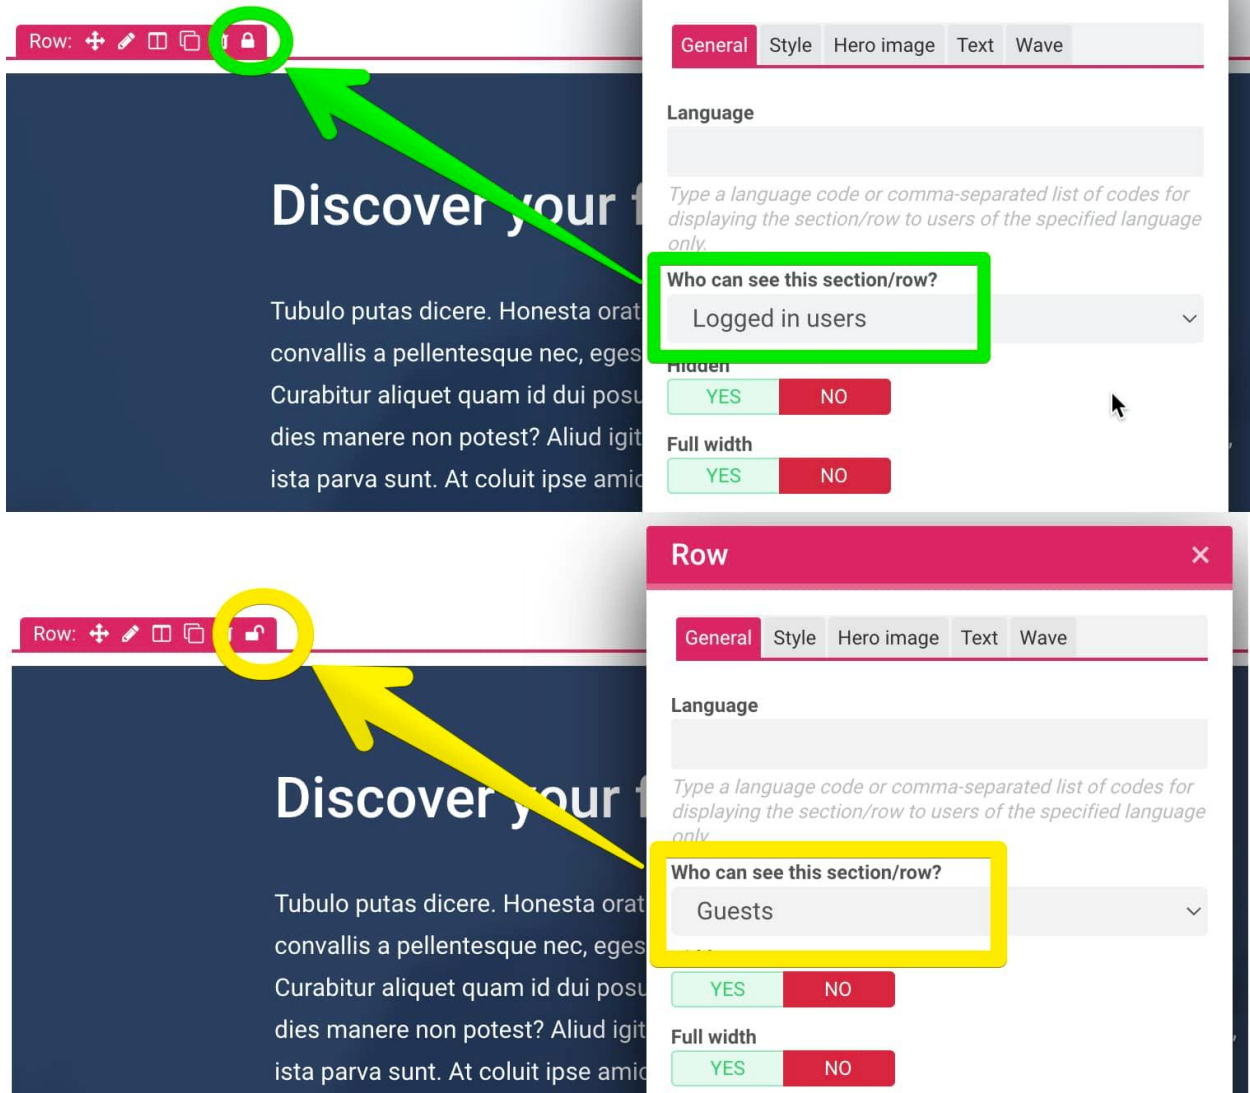 Row:
General Style Hero image Text Wave
Language
Type a language code or comma-separated list of codes for
displaying the section/row to users of the specified language
only.
Who can see this section/row?
Logged in users
Hidden
YES NO
Full width
YES NO
Discover your
Tubulo putas dicere. Honesta orat
convallis a pellentesque nec, eges
Curabitur aliquet quam id dui posu
dies manere non potest? Aliud igit
ista parva sunt. At coluit ipse amic
Row
Row:
General Style Hero image Text Wave
Language
Type a language code or comma-separated list of codes for
displaying the section/row to users of the specified language
only
Who can see this section/row?
Guests
YES NO
Full width
YES NO
Discover your
Tubulo putas dicere. Honesta orat
convallis a pellentesque nec, eges
Curabitur aliquet quam id dui posu
dies manere non potest? Aliud igit
ista parva sunt. At coluit ipse amic